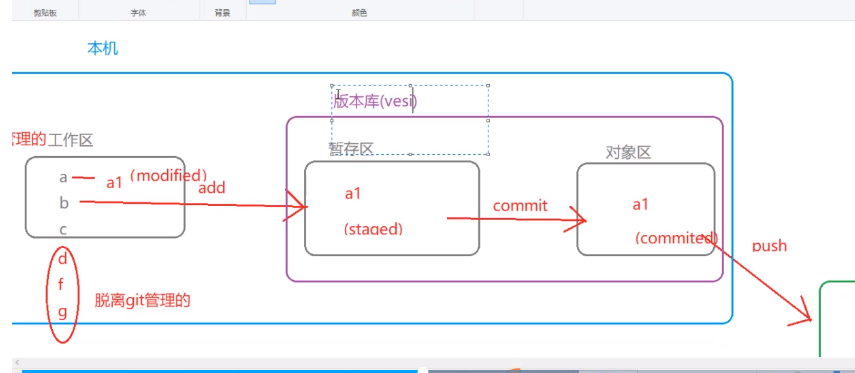 剪贴板
字体
背景
颜色
本机
版本库(vesi)
管理的工作区
暂存区
对象区
a
a1
(modified)
add
b
c
a1
(staged)
commit
a1
(commited)
push
d
f
g
脱离git管理的